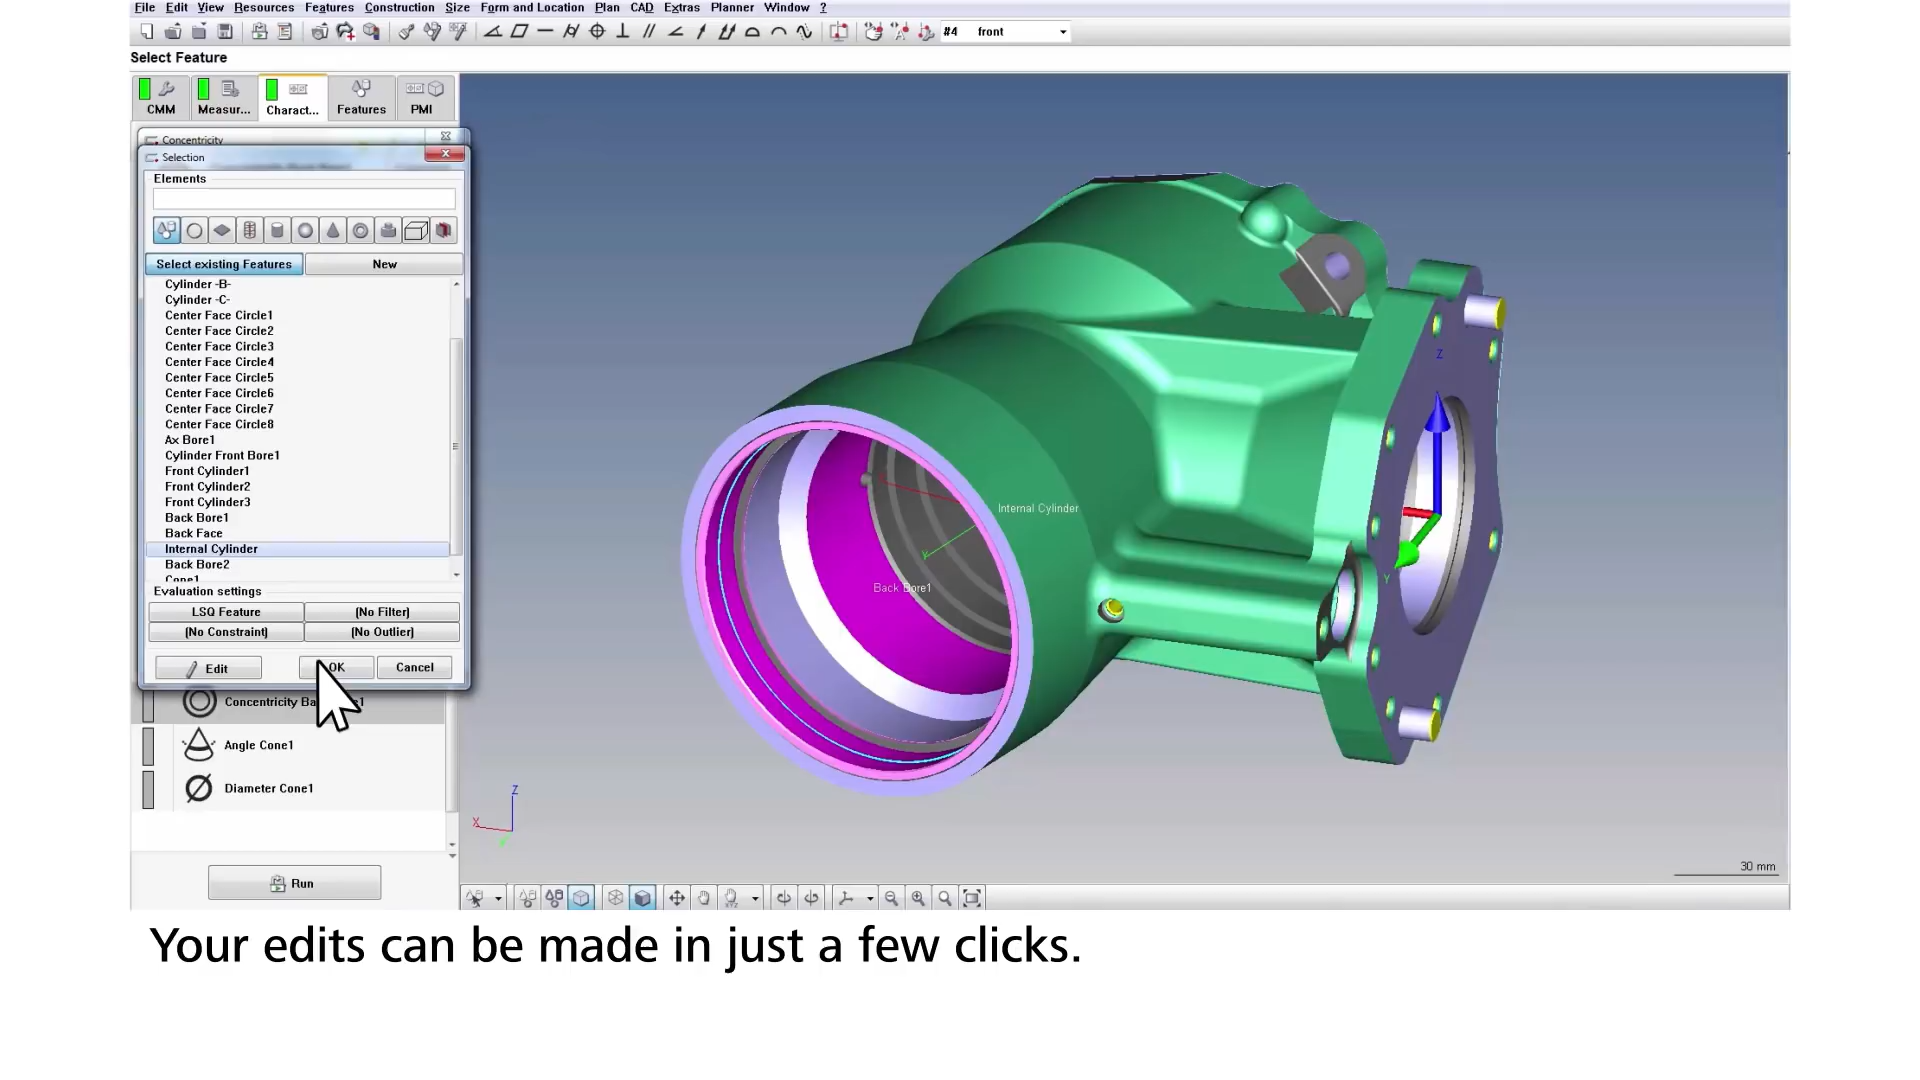 File Edit View Resources Features Construction Size Form and Location Plan CAD Extras Planner Window ?
#4 front
Select Feature
CMM Measur... Charact... Features PMI
Concentricity
Selection
Elements
Select existing Features New
Cylinder -B-
Cylinder -C-
Center Face Circle1
Center Face Circle2
Center Face Circle3
Center Face Circle4
Center Face Circle5
Center Face Circle6
Center Face Circle7
Center Face Circle8
Ax Bore1
Cylinder Front Bore1
Front Cylinder1
Front Cylinder2
Front Cylinder3
Back Bore1
Back Face
Internal Cylinder
Back Bore2
Cone1
Evaluation settings
LSQ Feature (No Filter)
(No Constraint) (No Outlier)
Edit OK Cancel
Concentricity
Angle Cone1
Diameter Cone1
Run
Internal Cylinder
y
Back Bore1
Z
Y
Z
X
30 mm
XYZ
Your edits can be made in just a few clicks.